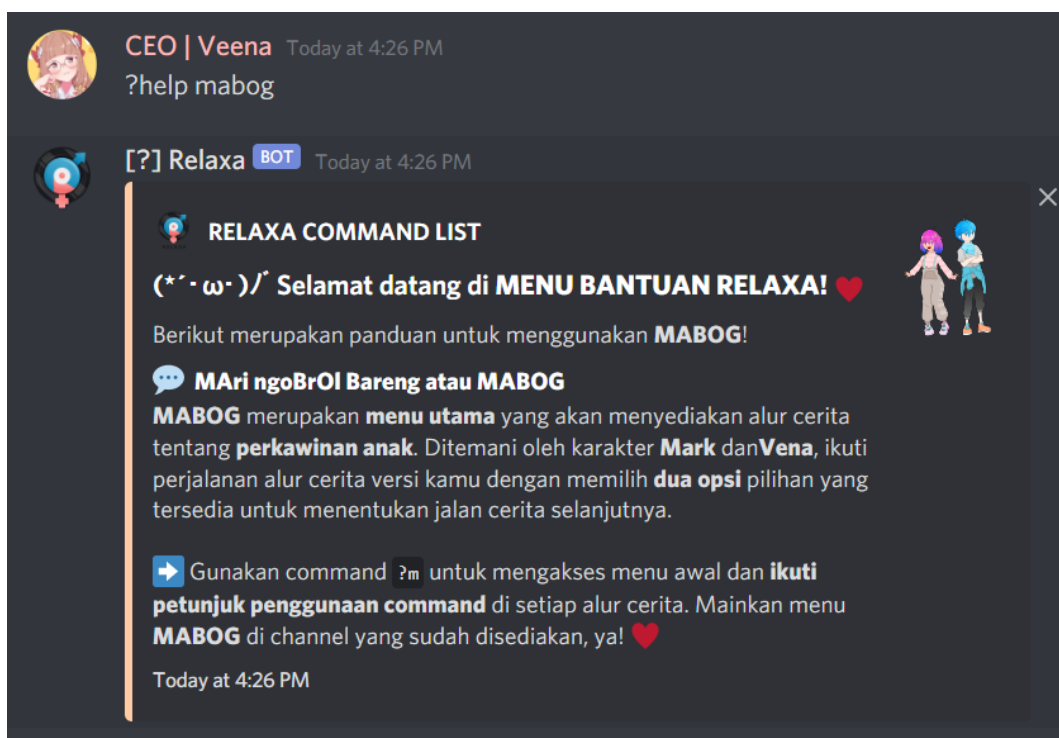 CEO | Veena Today at 4:26 PM
?help mabog
[?] Relaxa BOT Today at 4:26 PM
RELAXA COMMAND LIST
(*´･ω･)ﾉﾞ Selamat datang di MENU BANTUAN RELAXA!
Berikut merupakan panduan untuk menggunakan MABOG!
MAri ngoBrOl Bareng atau MABOG
MABOG merupakan menu utama yang akan menyediakan alur cerita
tentang perkawinan anak. Ditemani oleh karakter Mark danVena, ikuti
perjalanan alur cerita versi kamu dengan memilih dua opsi pilihan yang
tersedia untuk menentukan jalan cerita selanjutnya.
Gunakan command ?m untuk mengakses menu awal dan ikuti
petunjuk penggunaan command di setiap alur cerita. Mainkan menu
MABOG di channel yang sudah disediakan, ya!
Today at 4:26 PM